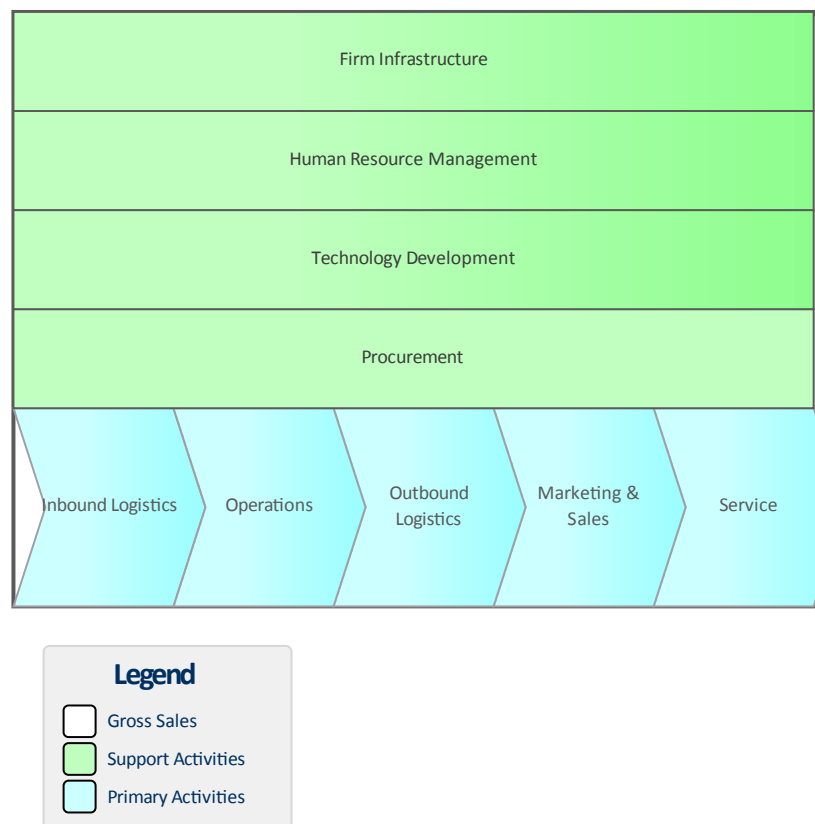 Firm Infrastructure
Human Resource Management
Technology Development
Procurement
Inbound Logistics
Operations
Outbound
Logistics
Marketing &
Sales
Service
Legend
Gross Sales
Support Activities
Primary Activities